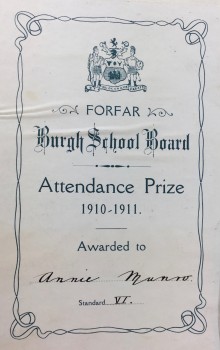 FORFAR
Burgh School Board
Attendance Prize
1910-1911.
Awarded to
Annie Munro.
Standard VI.